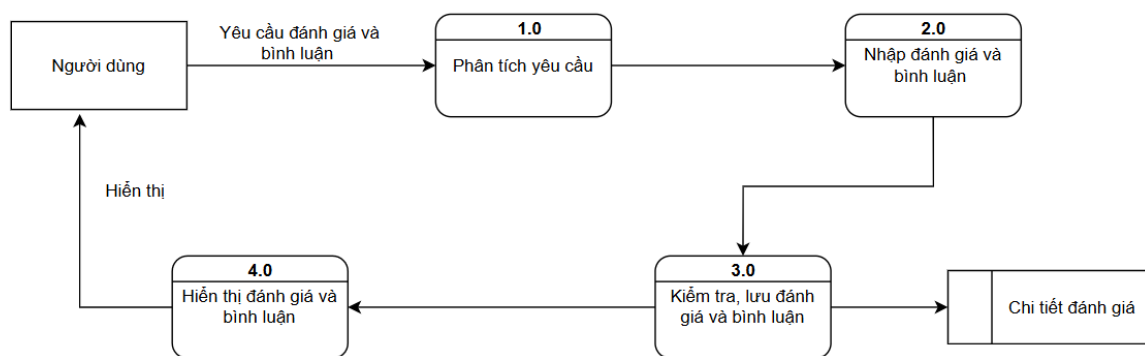 Người dùng
Yêu cầu đánh giá và
bình luận
1.0
Phân tích yêu cầu
2.0
Nhập đánh giá và
bình luận
Hiển thị
4.0
Hiển thị đánh giá và
bình luận
3.0
Kiểm tra, lưu đánh
giá và bình luận
Chi tiết đánh giá